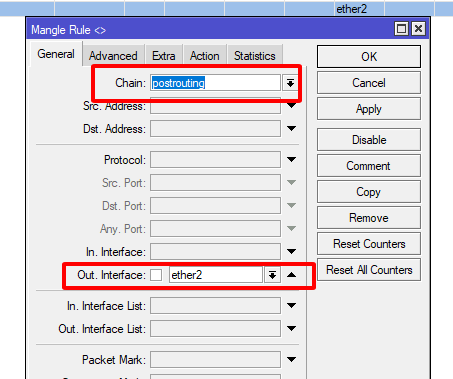 ether2
Mangle Rule <>
General Advanced Extra Action Statistics
OK
Chain: postrouting
Cancel
Src. Address:
Apply
Dst. Address:
Disable
Protocol:
Comment
Src. Port:
Copy
Dst. Port:
Remove
Any. Port:
Reset Counters
In. Interface:
Reset All Counters
Out. Interface: ether2
In. Interface List:
Out. Interface List:
Packet Mark: